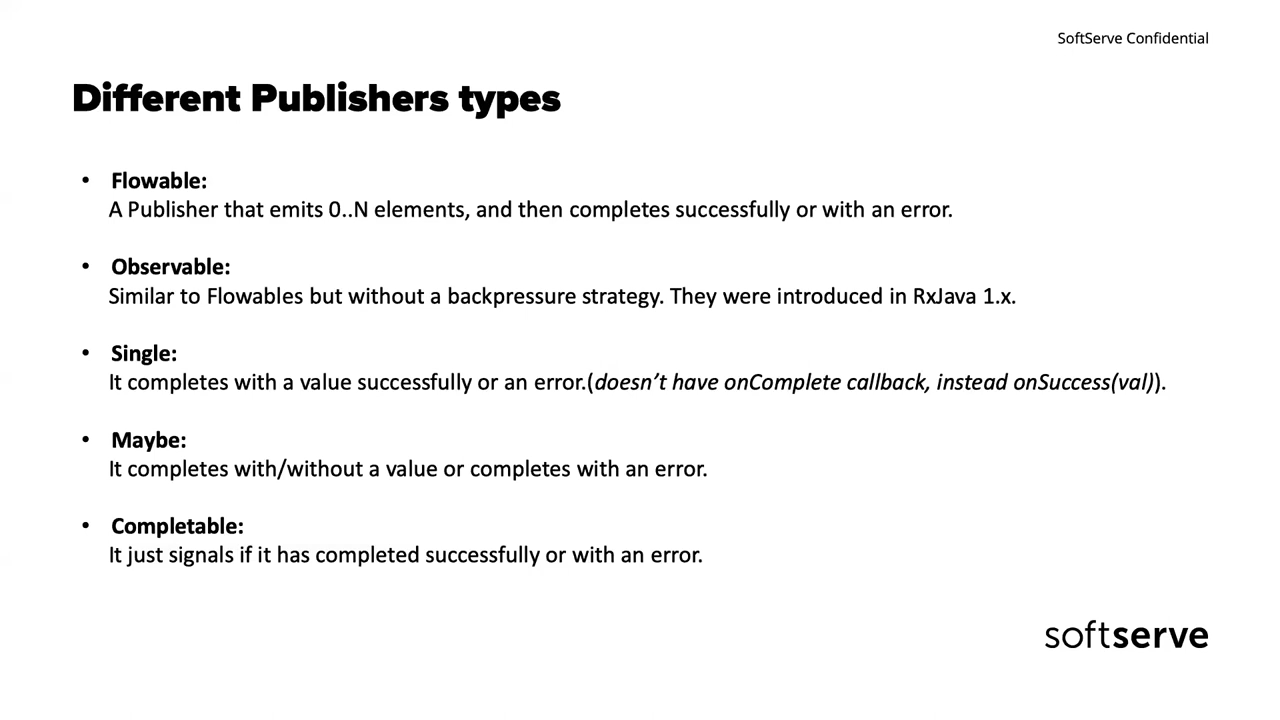 SoftServe Confidential
Different Publishers types
• Flowable:
A Publisher that emits 0..N elements, and then completes successfully or with an error.
• Observable:
Similar to Flowables but without a backpressure strategy. They were introduced in RxJava 1.x.
• Single:
It completes with a value successfully or an error.(doesn’t have onComplete callback, instead onSuccess(val)).
• Maybe:
It completes with/without a value or completes with an error.
• Completable:
It just signals if it has completed successfully or with an error.
softserve